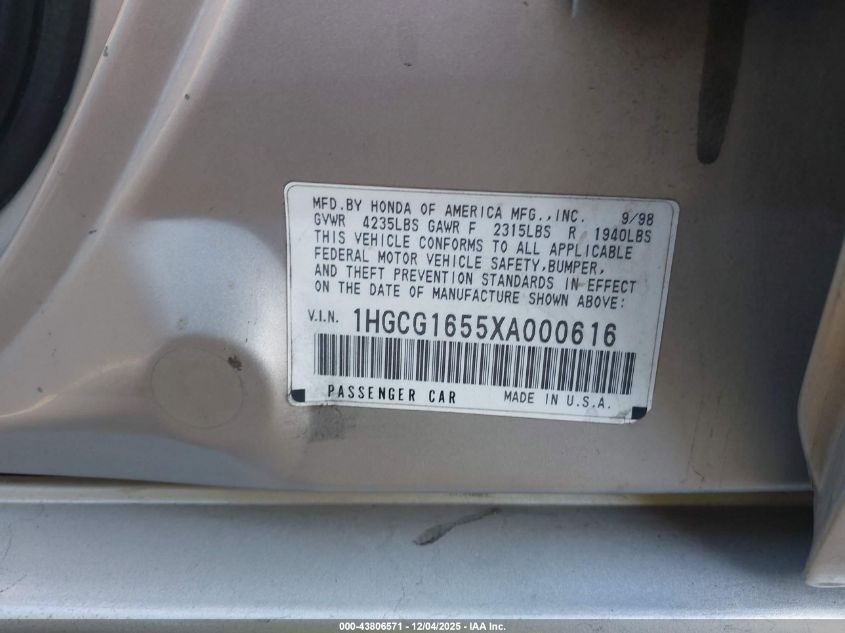 MFD.BY HONDA OF AMERICA MFG.,INC. 9/98
GVWR 4235LBS GAWR F 2315LBS R 1940LBS
THIS VEHICLE CONFORMS TO ALL APPLICABLE
FEDERAL MOTOR VEHICLE SAFETY,BUMPER,
AND THEFT PREVENTION STANDARDS IN EFFECT
ON THE DATE OF MANUFACTURE SHOWN ABOVE:
V.I.N. 1HGCG1655XA000616
PASSENGER CAR MADE IN U.S.A.
000-43806571 - 12/04/2025 - IAA Inc.